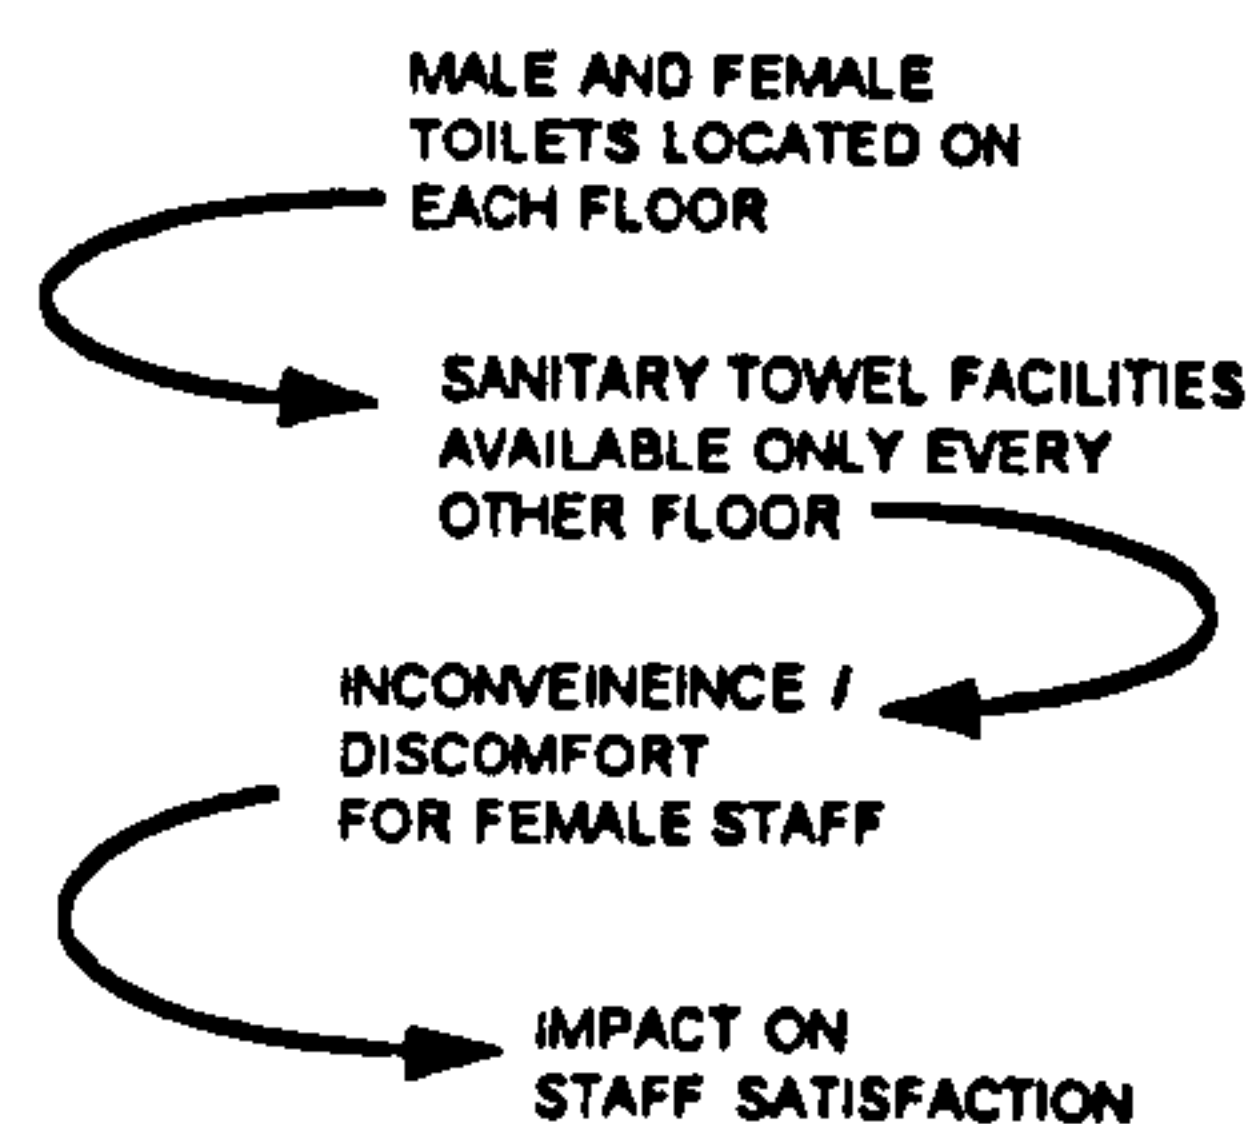 MALE AND FEMALE
TOILETS LOCATED ON
EACH FLOOR
SANITARY TOWEL FACILITIES
AVAILABLE ONLY EVERY
OTHER FLOOR
INCONVEINEINCE /
DISCOMFORT
FOR FEMALE STAFF
IMPACT ON
STAFF SATISFACTION